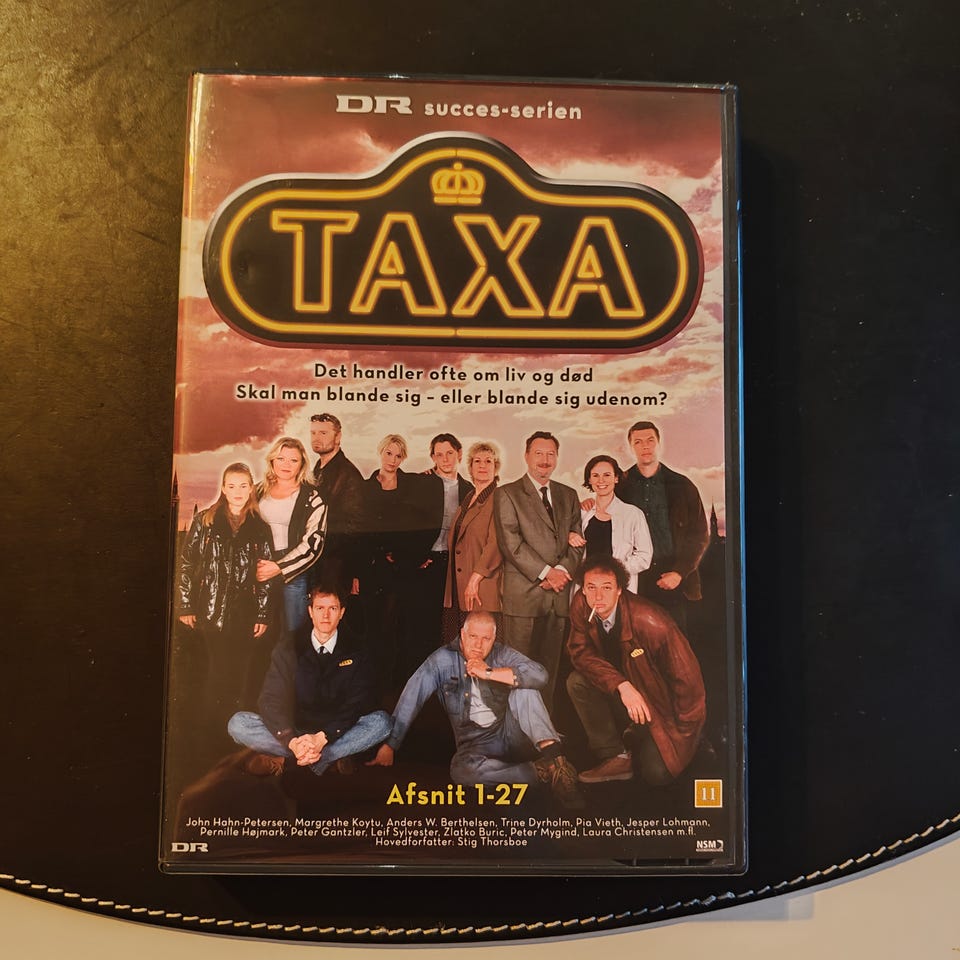 DR succes-serien
TAXA
Det handler ofte om liv og død
Skal man blande sig – eller blande sig udenom?
Afsnit 1-27
11
John Hahn-Petersen, Margrethe Koytu, Anders W. Berthelsen, Trine Dyrholm, Pia Vieth, Jesper Lohmann,
Pernille Højmark, Peter Gantzler, Leif Sylvester, Zlatko Buric, Peter Mygind, Laura Christensen m.fl.
Hovedforfatter: Stig Thorsboe
DR
NSM